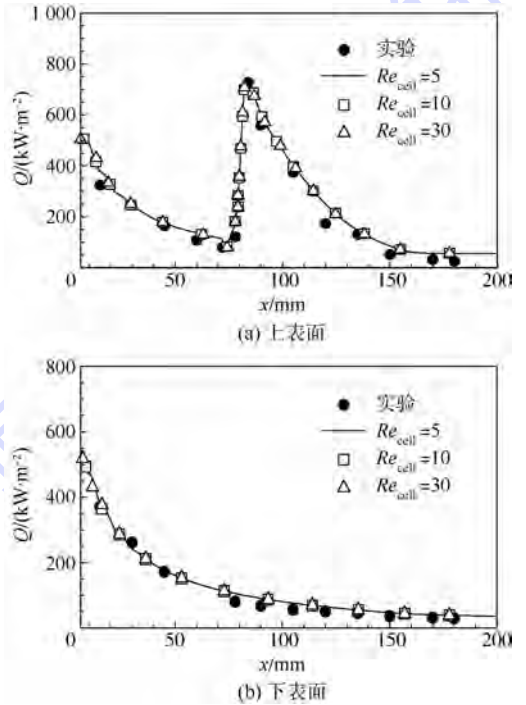 1 000
800
600
400
200
0
Q/(kW·m⁻²)
实验
Re_cell=5
Re_cell=10
Re_cell=30
0 50 100 150 200
x/mm
(a) 上表面
800
600
400
200
0
Q/(kW·m⁻²)
实验
Re_cell=5
Re_cell=10
Re_cell=30
0 50 100 150 200
x/mm
(b) 下表面